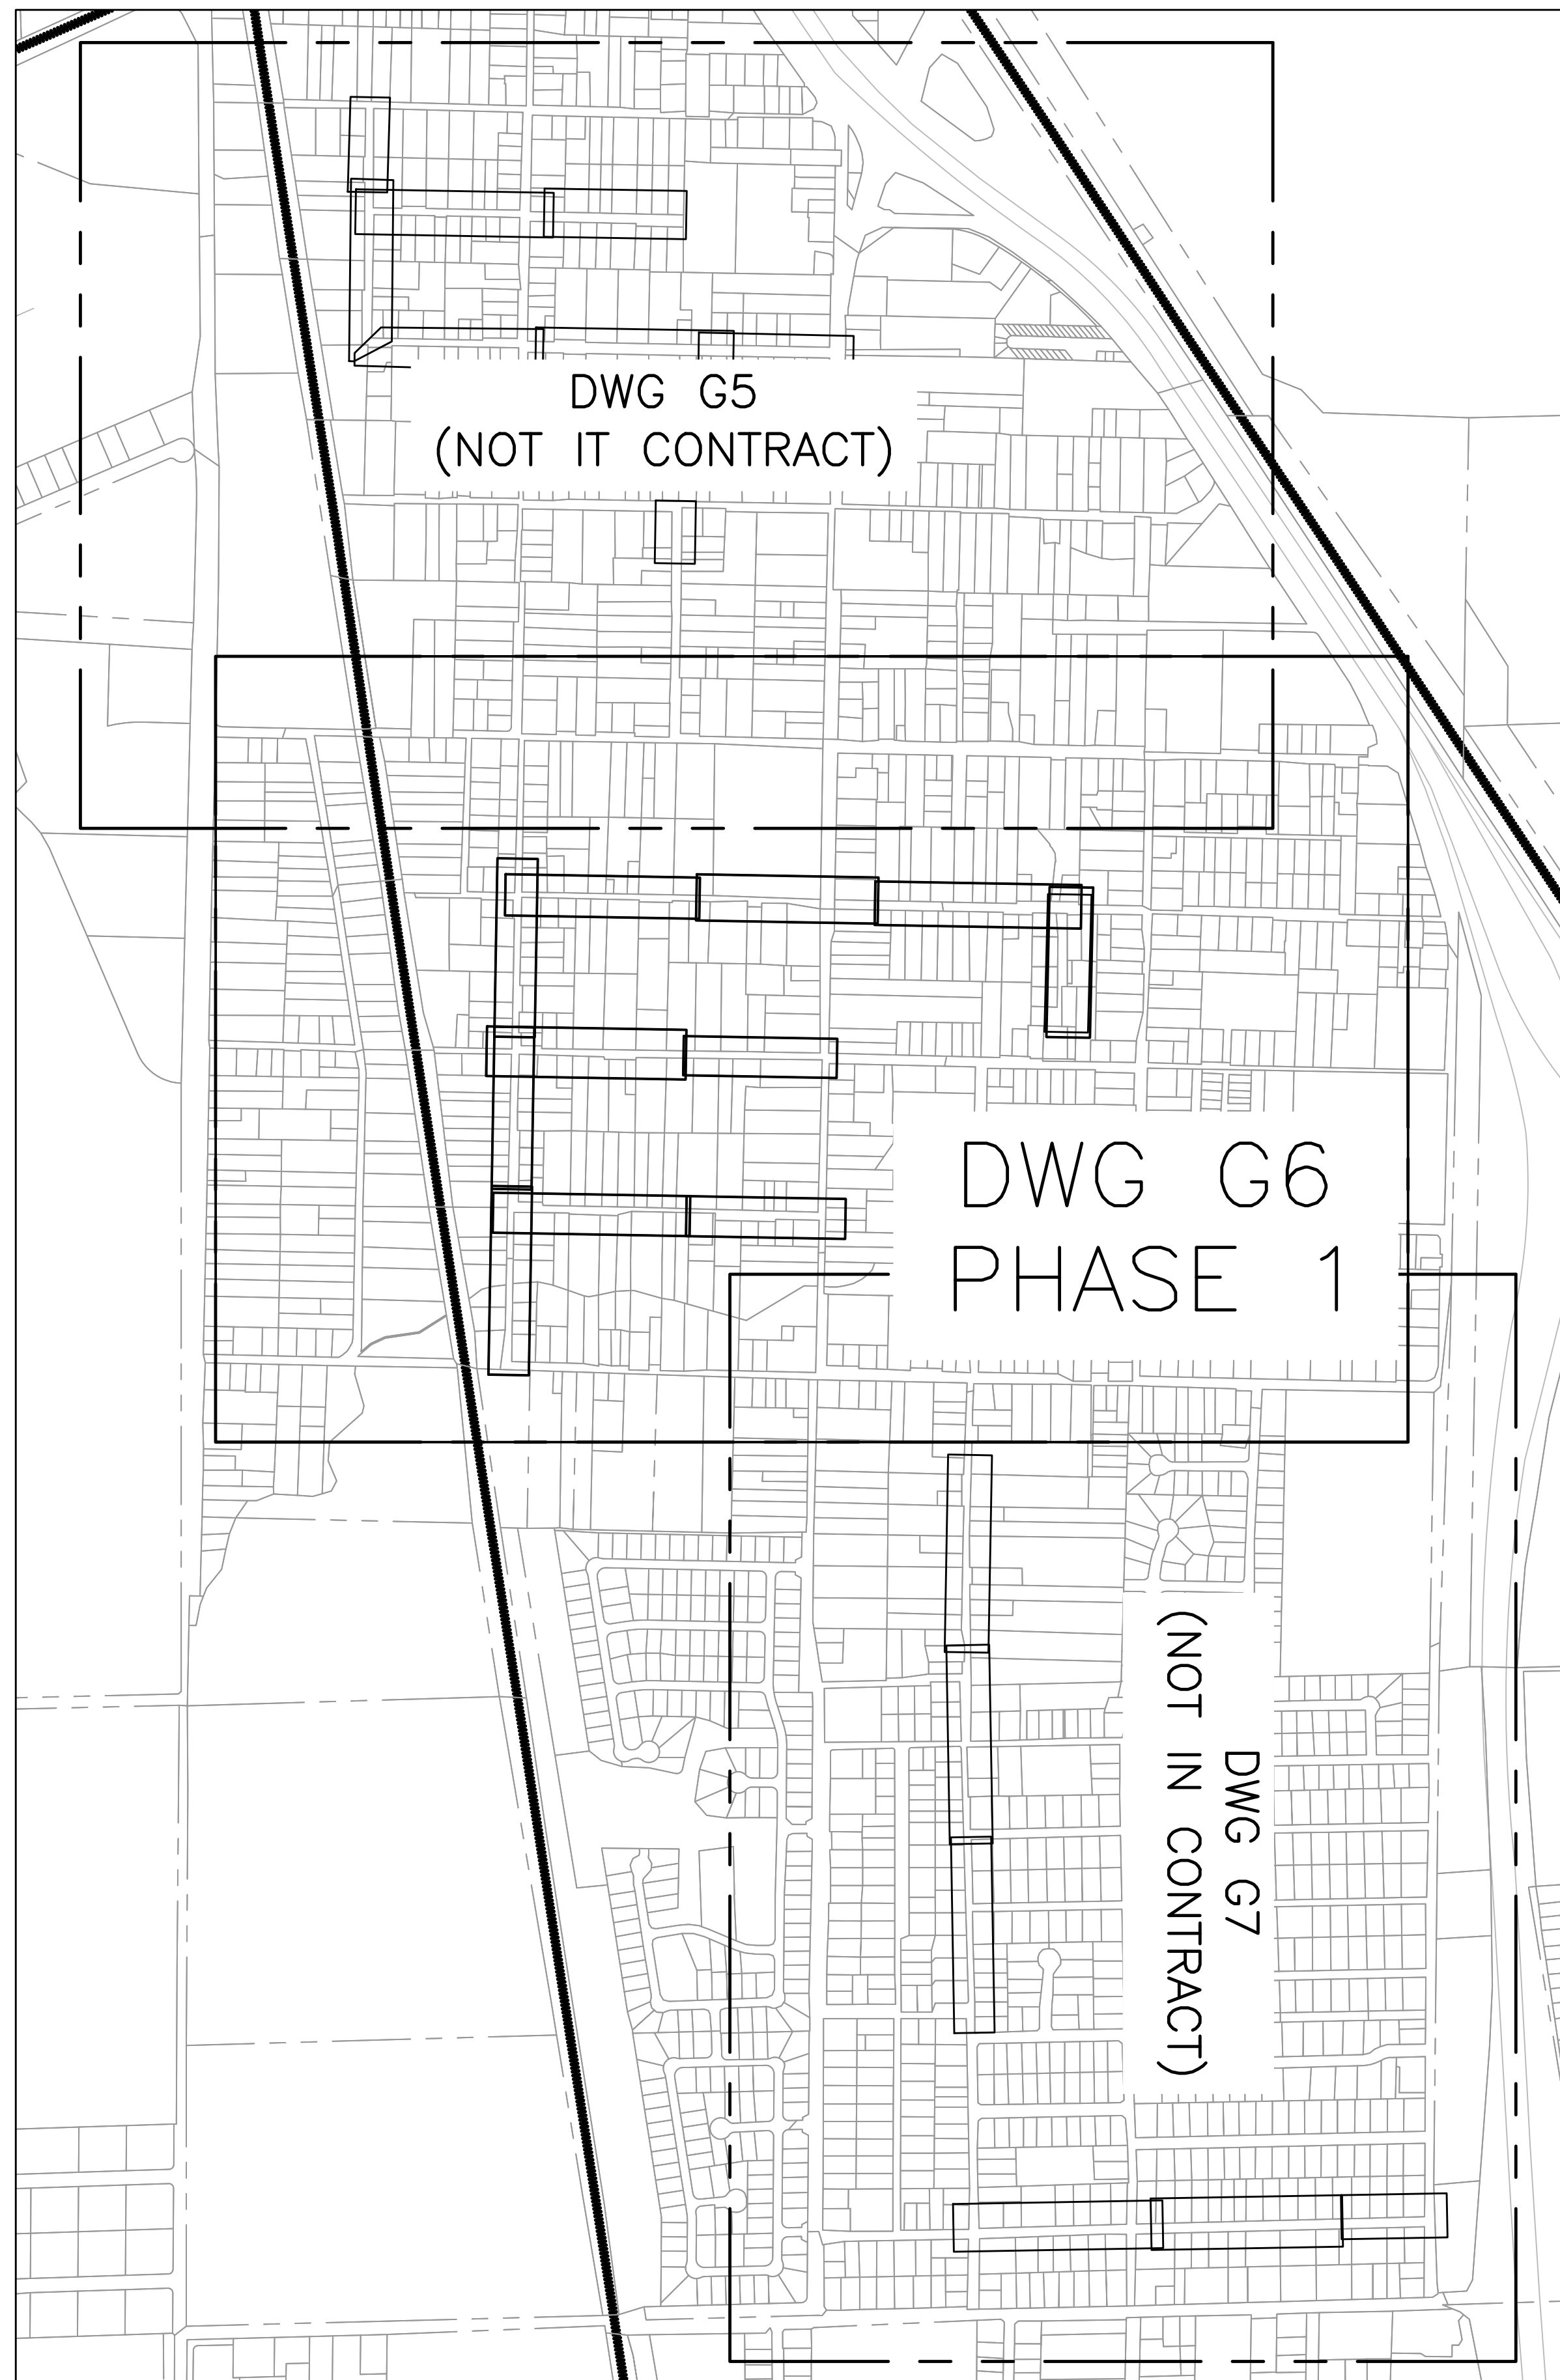 DWG G5
(NOT IT CONTRACT)
DWG G6
PHASE 1
DWG G7
(NOT IN CONTRACT)